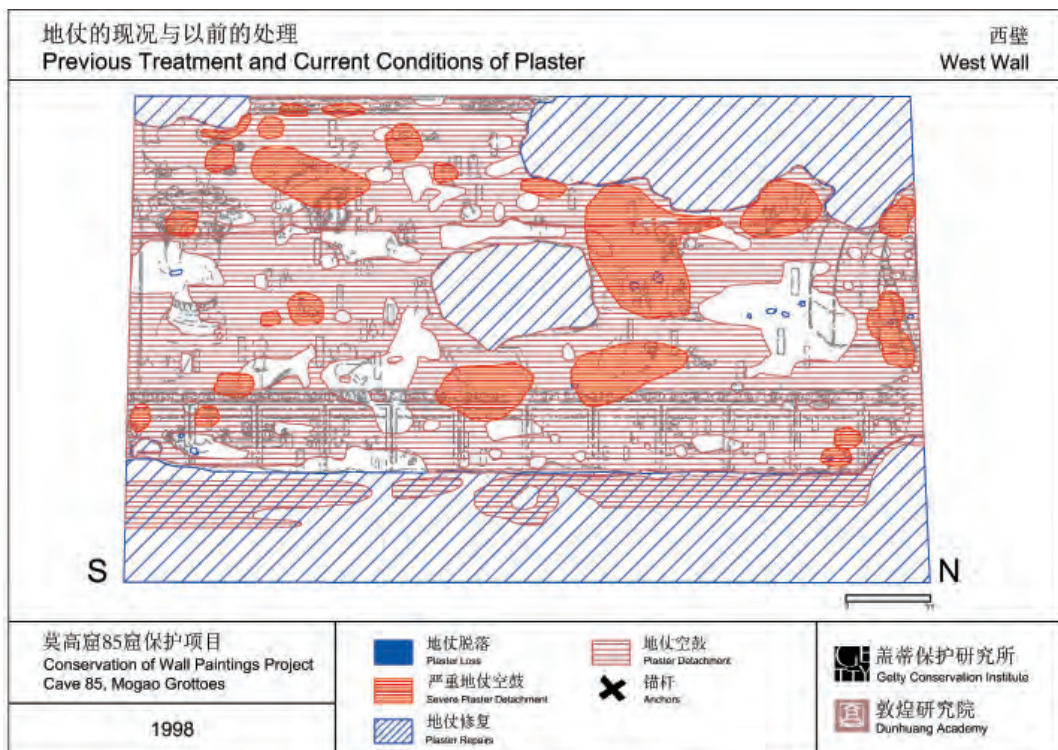 地仗的现况与以前的处理
Previous Treatment and Current Conditions of Plaster
西壁
West Wall
S
N
莫高窟85窟保护项目
Conservation of Wall Paintings Project
Cave 85, Mogao Grottoes
1998
地仗脱落
Plaster Loss
严重地仗空鼓
Severe Plaster Detachment
地仗修复
Plaster Repairs
地仗空鼓
Plaster Detachment
锚杆
Anchors
盖蒂保护研究所
Getty Conservation Institute
敦煌研究院
Dunhuang Academy